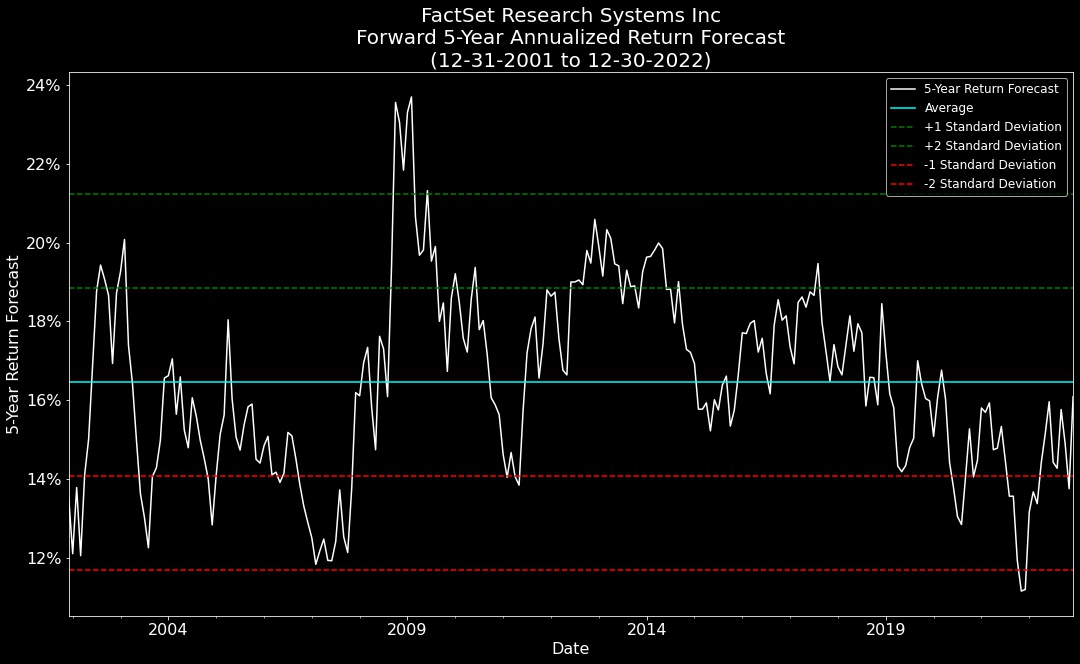 FactSet Research Systems Inc
Forward 5-Year Annualized Return Forecast
(12-31-2001 to 12-30-2022)
5-Year Return Forecast
Average
+1 Standard Deviation
+2 Standard Deviation
-1 Standard Deviation
-2 Standard Deviation
5-Year Return Forecast
24%
22%
20%
18%
16%
14%
12%
2004
2009
2014
2019
Date